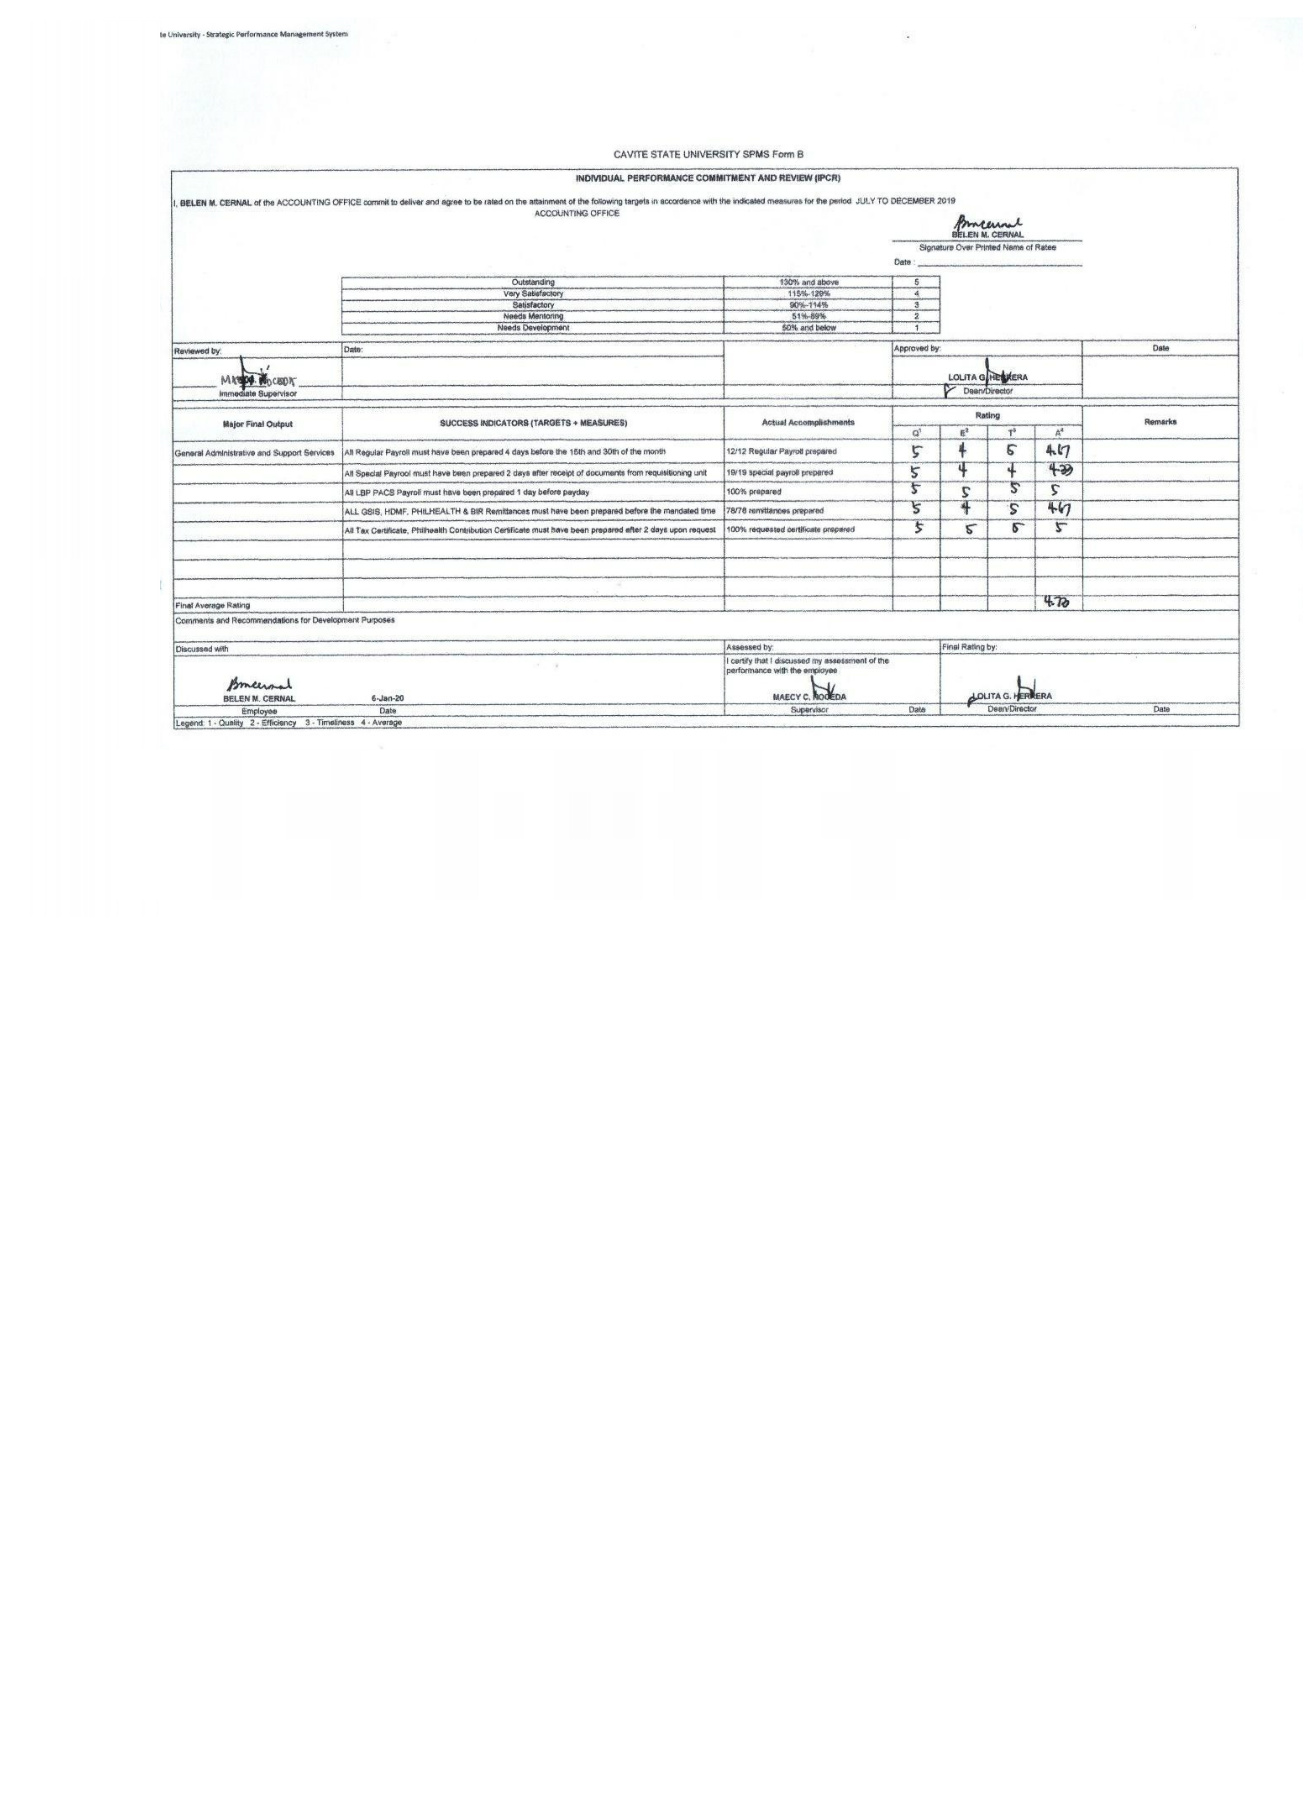 te University - Strategic Performance Management System
CAVITE STATE UNIVERSITY SPMS Form B
INDIVIDUAL PERFORMANCE COMMITMENT AND REVIEW (IPCR)
I, BELEN M. CERNAL of the ACCOUNTING OFFICE commit to deliver and agree to be rated on the attainment of the following targets in accordance with the indicated measures for the period JULY TO DECEMBER 2019
ACCOUNTING OFFICE
BELEN M. CERNAL
Signature Over Printed Name of Ratee
Date :
Outstanding 130% and above 5
Very Satisfactory 115%-129% 4
Satisfactory 90%-114% 3
Needs Mentoring 51%-89% 2
Needs Development 50% and below 1
Reviewed by: Date: Approved by: Date
LOLITA G. HERRERA
Immediate Supervisor Dean/Director
Major Final Output SUCCESS INDICATORS (TARGETS + MEASURES) Actual Accomplishments Rating Remarks
Q¹ E² T³ A⁴
General Administrative and Support Services All Regular Payroll must have been prepared 4 days before the 15th and 30th of the month 12/12 Regular Payroll prepared 5 4 5 4.67
All Special Payrool must have been prepared 2 days after receipt of documents from requisitioning unit 19/19 special payroll prepared 5 4 4 4.33
All LBP PACS Payroll must have been prepared 1 day before payday 100% prepared 5 5 5 5
ALL GSIS, HDMF, PHILHEALTH & BIR Remittances must have been prepared before the mandated time 78/78 remittances prepared 5 4 5 4.67
All Tax Certificate, Philhealth Contribution Certificate must have been prepared after 2 days upon request 100% requested certificate prepared 5 5 5 5
Final Average Rating 4.73
Comments and Recommendations for Development Purposes
Discussed with Assessed by: Final Rating by:
I certify that I discussed my assessment of the
performance with the employee
BELEN M. CERNAL 6-Jan-20 MAECY C. RODEDA LOLITA G. HERRERA
Employee Date Supervisor Date Dean/Director Date
Legend: 1 - Quality 2 - Efficiency 3 - Timeliness 4 - Average